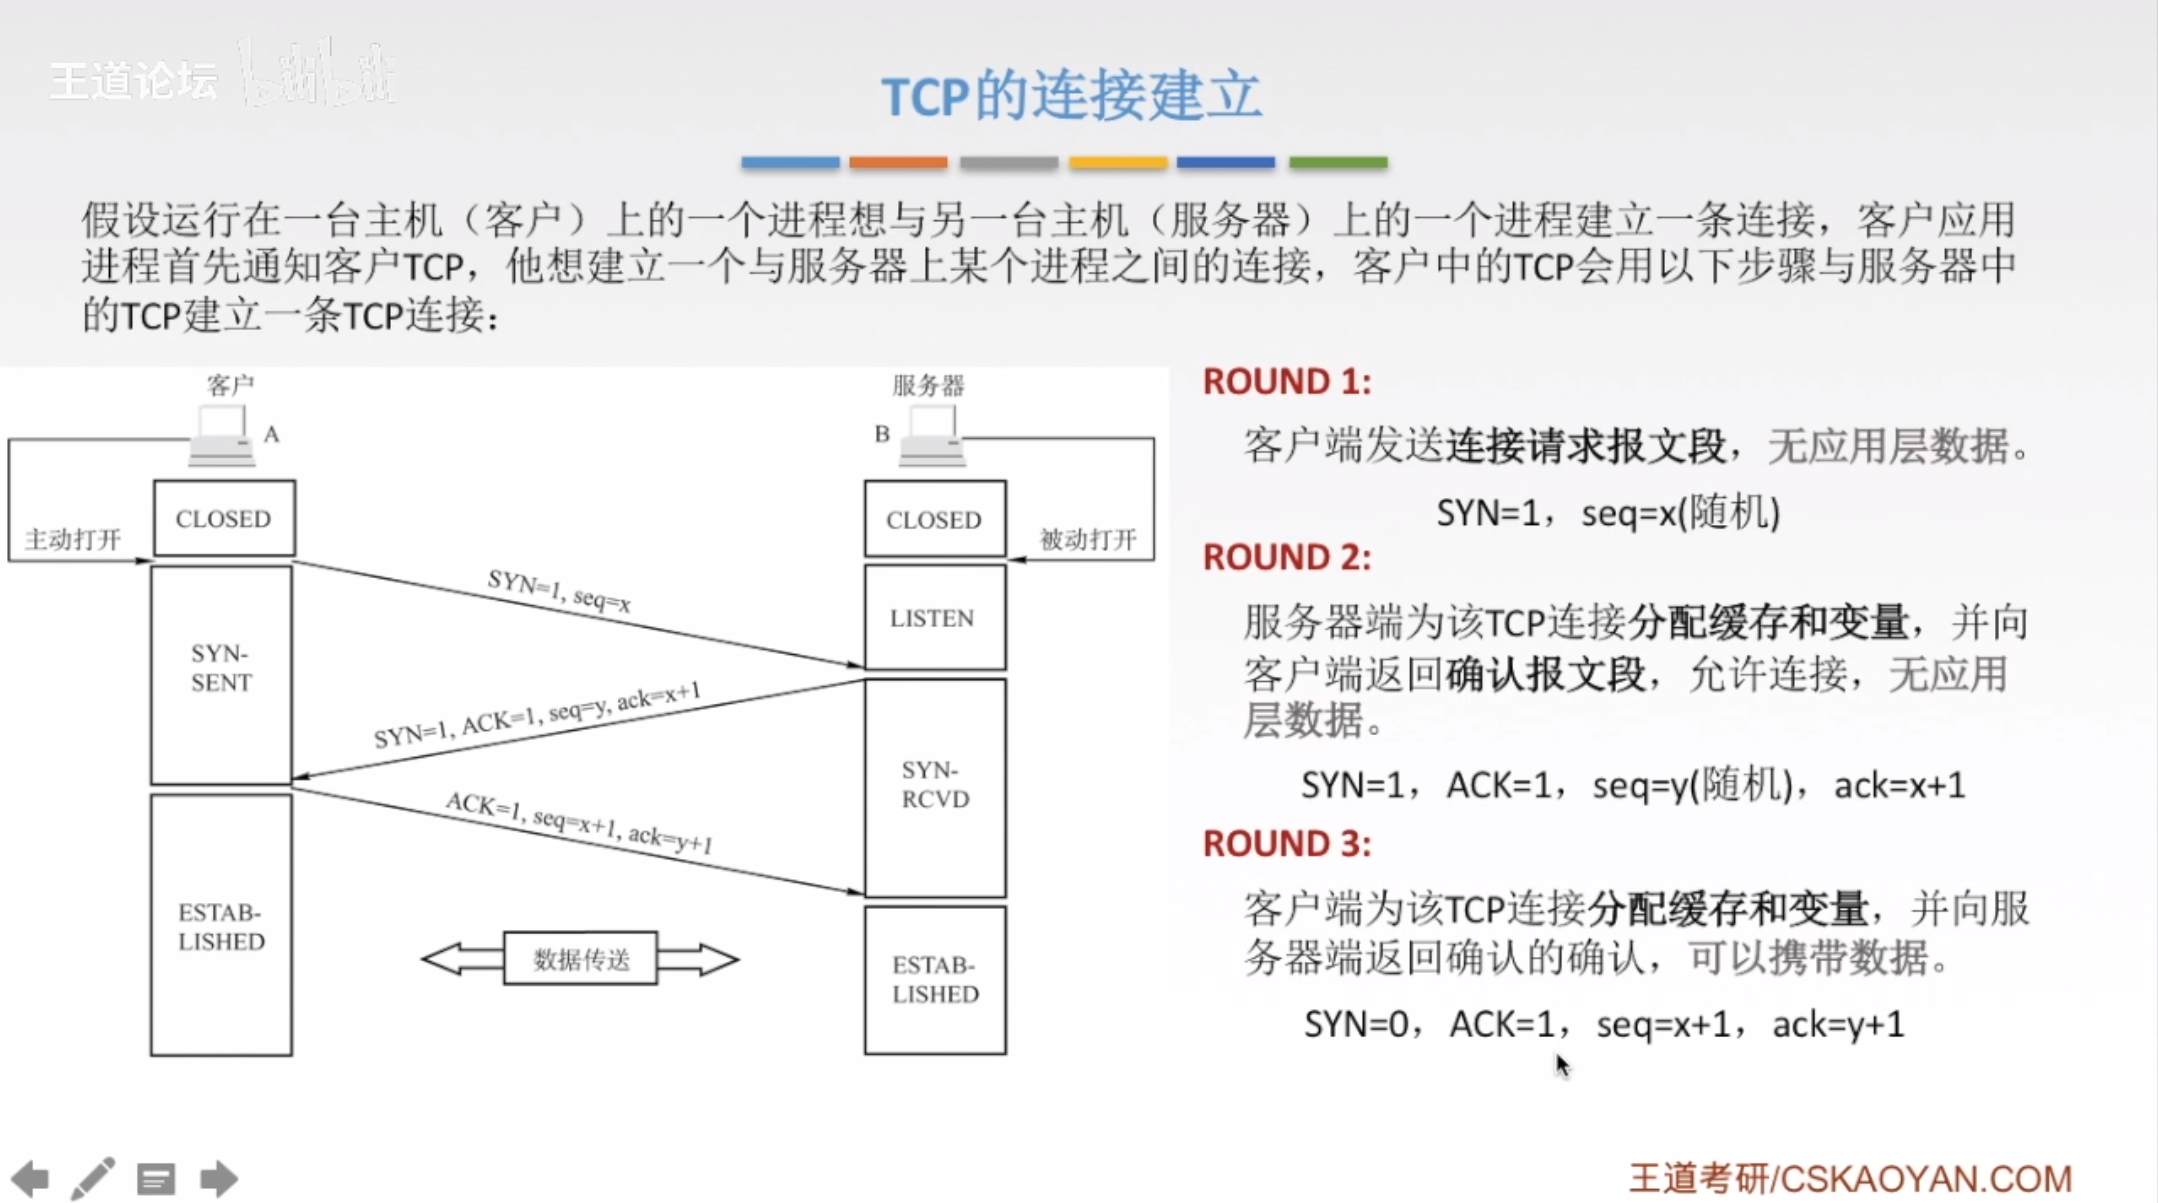 王道论坛 bilibili
TCP的连接建立
假设运行在一台主机（客户）上的一个进程想与另一台主机（服务器）上的一个进程建立一条连接，客户应用
进程首先通知客户TCP，他想建立一个与服务器上某个进程之间的连接，客户中的TCP会用以下步骤与服务器中
的TCP建立一条TCP连接：
客户
A
服务器
B
CLOSED
主动打开
CLOSED
被动打开
SYN=1, seq=x
SYN-
SENT
LISTEN
SYN=1, ACK=1, seq=y, ack=x+1
SYN-
RCVD
ACK=1, seq=x+1, ack=y+1
ESTAB-
LISHED
数据传送
ESTAB-
LISHED
ROUND 1:
客户端发送连接请求报文段，无应用层数据。
SYN=1，seq=x(随机)
ROUND 2:
服务器端为该TCP连接分配缓存和变量，并向
客户端返回确认报文段，允许连接，无应用
层数据。
SYN=1，ACK=1，seq=y(随机)，ack=x+1
ROUND 3:
客户端为该TCP连接分配缓存和变量，并向服
务器端返回确认的确认，可以携带数据。
SYN=0，ACK=1，seq=x+1，ack=y+1
王道考研/CSKAOYAN.COM